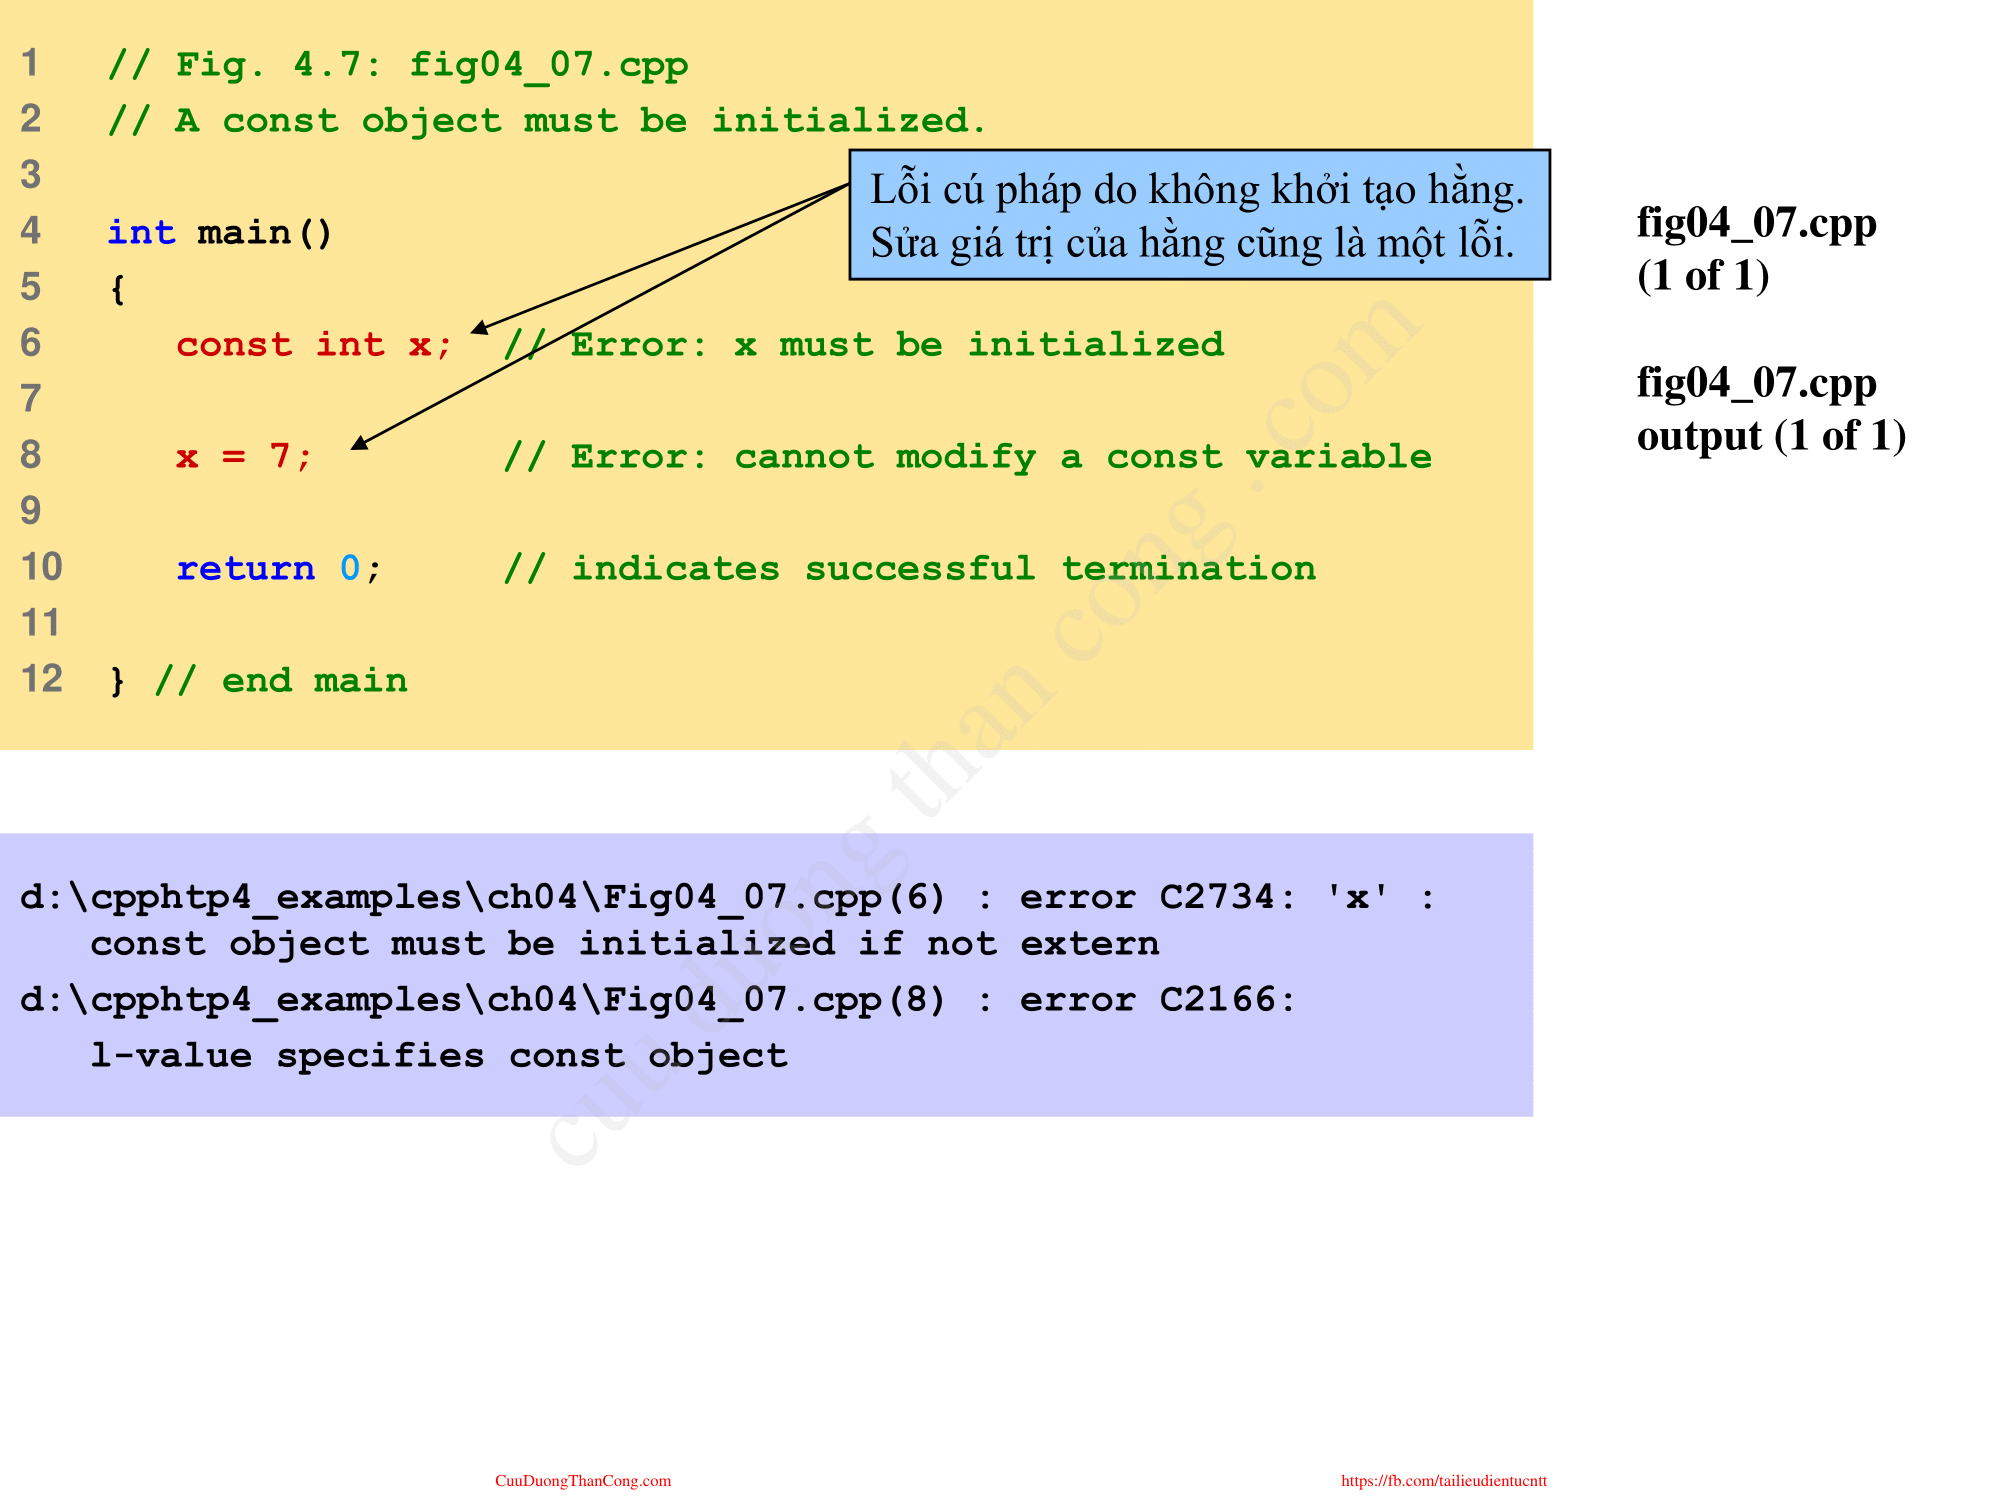 1 // Fig. 4.7: fig04_07.cpp
2 // A const object must be initialized.
3
4 int main()
5 {
6 const int x; // Error: x must be initialized
7
8 x = 7; // Error: cannot modify a const variable
9
10 return 0; // indicates successful termination
11
12 } // end main
Lỗi cú pháp do không khởi tạo hằng.
Sửa giá trị của hằng cũng là một lỗi.
fig04_07.cpp
(1 of 1)
fig04_07.cpp
output (1 of 1)
d:\cpphtp4_examples\ch04\Fig04_07.cpp(6) : error C2734: 'x' :
const object must be initialized if not extern
d:\cpphtp4_examples\ch04\Fig04_07.cpp(8) : error C2166:
l-value specifies const object
cuu duong than cong .com
CuuDuongThanCong.com
https://fb.com/tailieudientucntt